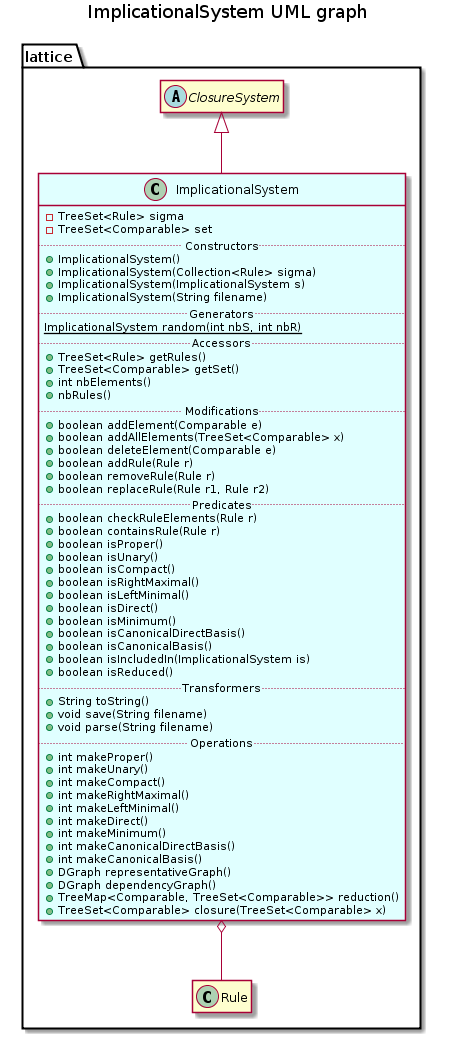 ImplicationalSystem UML graph
lattice
A ClosureSystem
C ImplicationalSystem
TreeSet<Rule> sigma
TreeSet<Comparable> set
Constructors
ImplicationalSystem()
ImplicationalSystem(Collection<Rule> sigma)
ImplicationalSystem(ImplicationalSystem s)
ImplicationalSystem(String filename)
Generators
ImplicationalSystem random(int nbS, int nbR)
Accessors
TreeSet<Rule> getRules()
TreeSet<Comparable> getSet()
int nbElements()
nbRules()
Modifications
boolean addElement(Comparable e)
boolean addAllElements(TreeSet<Comparable> x)
boolean deleteElement(Comparable e)
boolean addRule(Rule r)
boolean removeRule(Rule r)
boolean replaceRule(Rule r1, Rule r2)
Predicates
boolean checkRuleElements(Rule r)
boolean containsRule(Rule r)
boolean isProper()
boolean isUnary()
boolean isCompact()
boolean isRightMaximal()
boolean isLeftMinimal()
boolean isDirect()
boolean isMinimum()
boolean isCanonicalDirectBasis()
boolean isCanonicalBasis()
boolean isIncludedIn(ImplicationalSystem is)
boolean isReduced()
Transformers
String toString()
void save(String filename)
void parse(String filename)
Operations
int makeProper()
int makeUnary()
int makeCompact()
int makeRightMaximal()
int makeLeftMinimal()
int makeDirect()
int makeMinimum()
int makeCanonicalDirectBasis()
int makeCanonicalBasis()
DGraph representativeGraph()
DGraph dependencyGraph()
TreeMap<Comparable, TreeSet<Comparable>> reduction()
TreeSet<Comparable> closure(TreeSet<Comparable> x)
C Rule